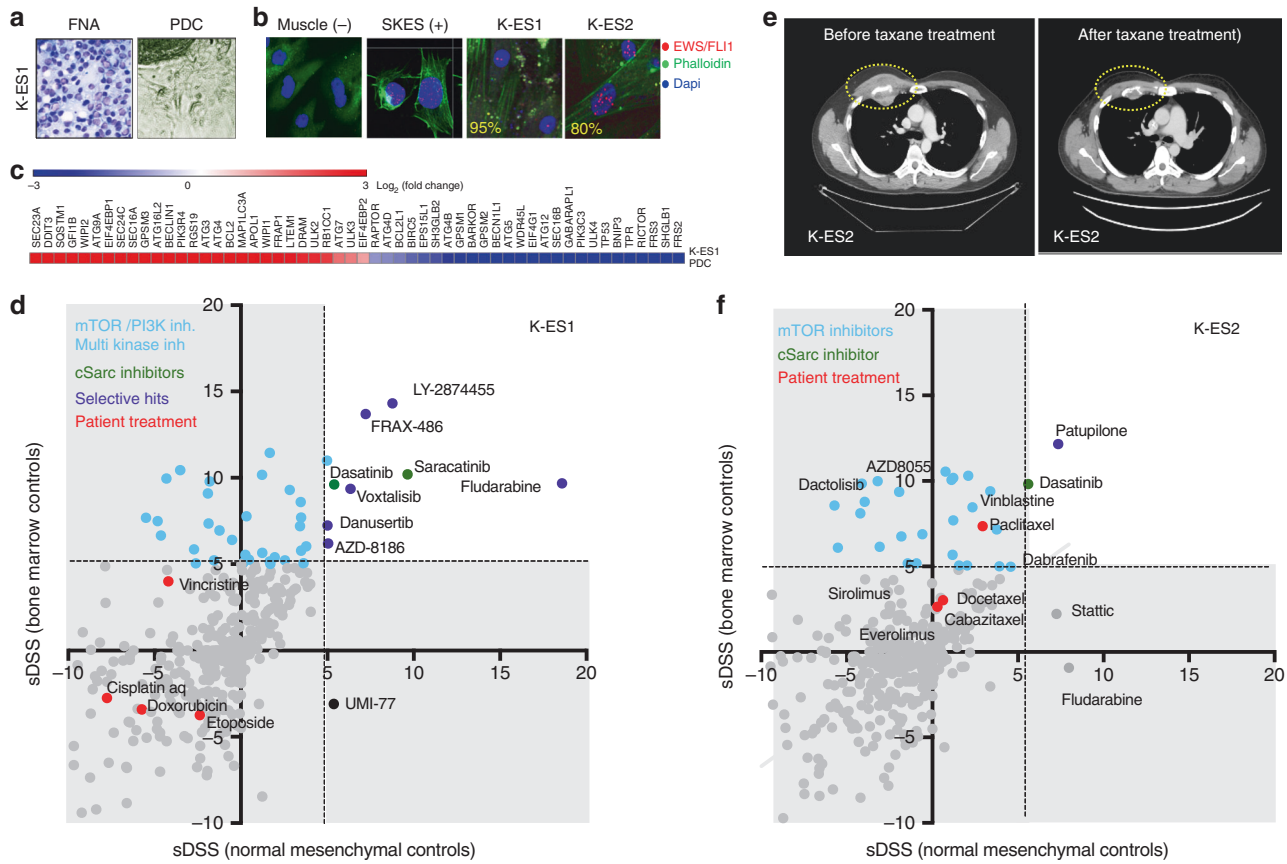 a
FNA
PDC
K-ES1
b
Muscle (–)
SKES (+)
K-ES1
K-ES2
95%
80%
EWS/FLI1
Phalloidin
Dapi
c
–3
0
3
Log2 (fold change)
SEC23A
DDIT3
SQSTM1
GFI1B
WIPI2
ATG9A
EIF4EBP1
SEC24C
SEC16A
GPSM3
ATG16L2
BECLIN1
PIK3R4
RGS19
ATG3
ATG4
BCL2
MAP1LC3A
APOL1
WIPI1
FRAP1
LTEM1
DRAM
ULK2
RB1CC1
ATG7
ULK3
EIF4EBP2
RAPTOR
ATG4D
BCL2L1
BIRC5
EPS15L1
SH3GLB2
ATG4B
GPSM1
BARKOR
GPSM2
BECN1L1
ATG5
WDR45L
EIF4G1
ATG12
SEC16B
GABARAPL1
PIK3C3
ULK4
TP53
BNIP3
TPR
RICTOR
FRS3
SHGLB1
FRS2
K-ES1
PDC
d
K-ES1
mTOR /PI3K inh.
Multi kinase inh
cSarc inhibitors
Selective hits
Patient treatment
20
15
10
5
–5
–10
–10
–5
5
10
15
20
LY-2874455
FRAX-486
Dasatinib
Saracatinib
Voxtalisib
Fludarabine
Danusertib
AZD-8186
Vincristine
Cisplatin aq
Doxorubicin
Etoposide
UMI-77
sDSS (bone marrow controls)
sDSS (normal mesenchymal controls)
e
Before taxane treatment
K-ES2
After taxane treatment)
K-ES2
f
K-ES2
mTOR inhibitors
cSarc inhibitor
Patient treatment
20
15
10
5
–5
–10
–10
–5
5
10
15
20
Patupilone
AZD8055
Dactolisib
Dasatinib
Vinblastine
Paclitaxel
Dabrafenib
Sirolimus
Docetaxel
Cabazitaxel
Stattic
Everolimus
Fludarabine
sDSS (bone marrow controls)
sDSS (normal mesenchymal controls)